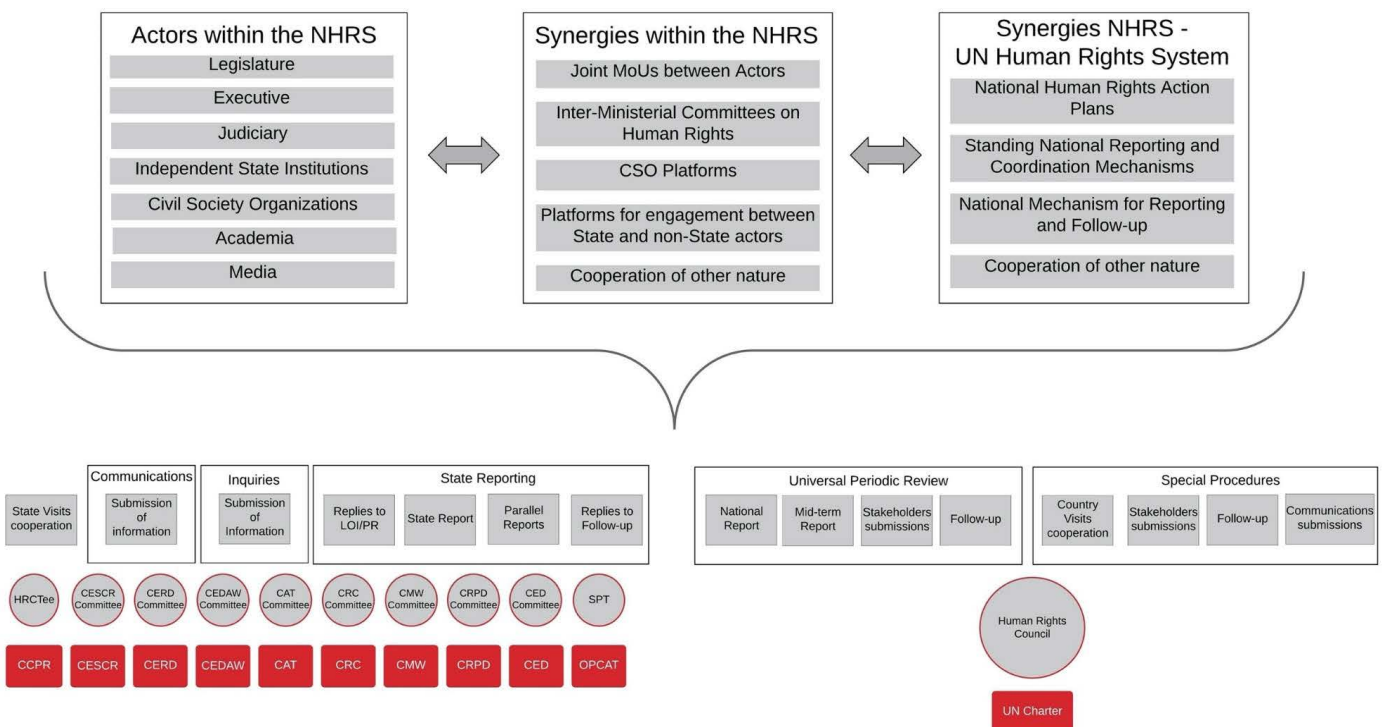 Actors within the NHRS
Legislature
Executive
Judiciary
Independent State Institutions
Civil Society Organizations
Academia
Media
Synergies within the NHRS
Joint MoUs between Actors
Inter-Ministerial Committees on
Human Rights
CSO Platforms
Platforms for engagement between
State and non-State actors
Cooperation of other nature
Synergies NHRS -
UN Human Rights System
National Human Rights Action
Plans
Standing National Reporting and
Coordination Mechanisms
National Mechanism for Reporting
and Follow-up
Cooperation of other nature
State Visits
cooperation
Communications
Submission
of
information
Inquiries
Submission
of
Information
State Reporting
Replies to
LOI/PR
State Report
Parallel
Reports
Replies to
Follow-up
Universal Periodic Review
National
Report
Mid-term
Report
Stakeholders
submissions
Follow-up
Special Procedures
Country
Visits
cooperation
Stakeholders
submissions
Follow-up
Communications
submissions
HRCTee
CESCR
Committee
CERD
Committee
CEDAW
Committee
CAT
Committee
CRC
Committee
CMW
Committee
CRPD
Committee
CED
Committee
SPT
Human Rights
Council
CCPR
CESCR
CERD
CEDAW
CAT
CRC
CMW
CRPD
CED
OPCAT
UN Charter